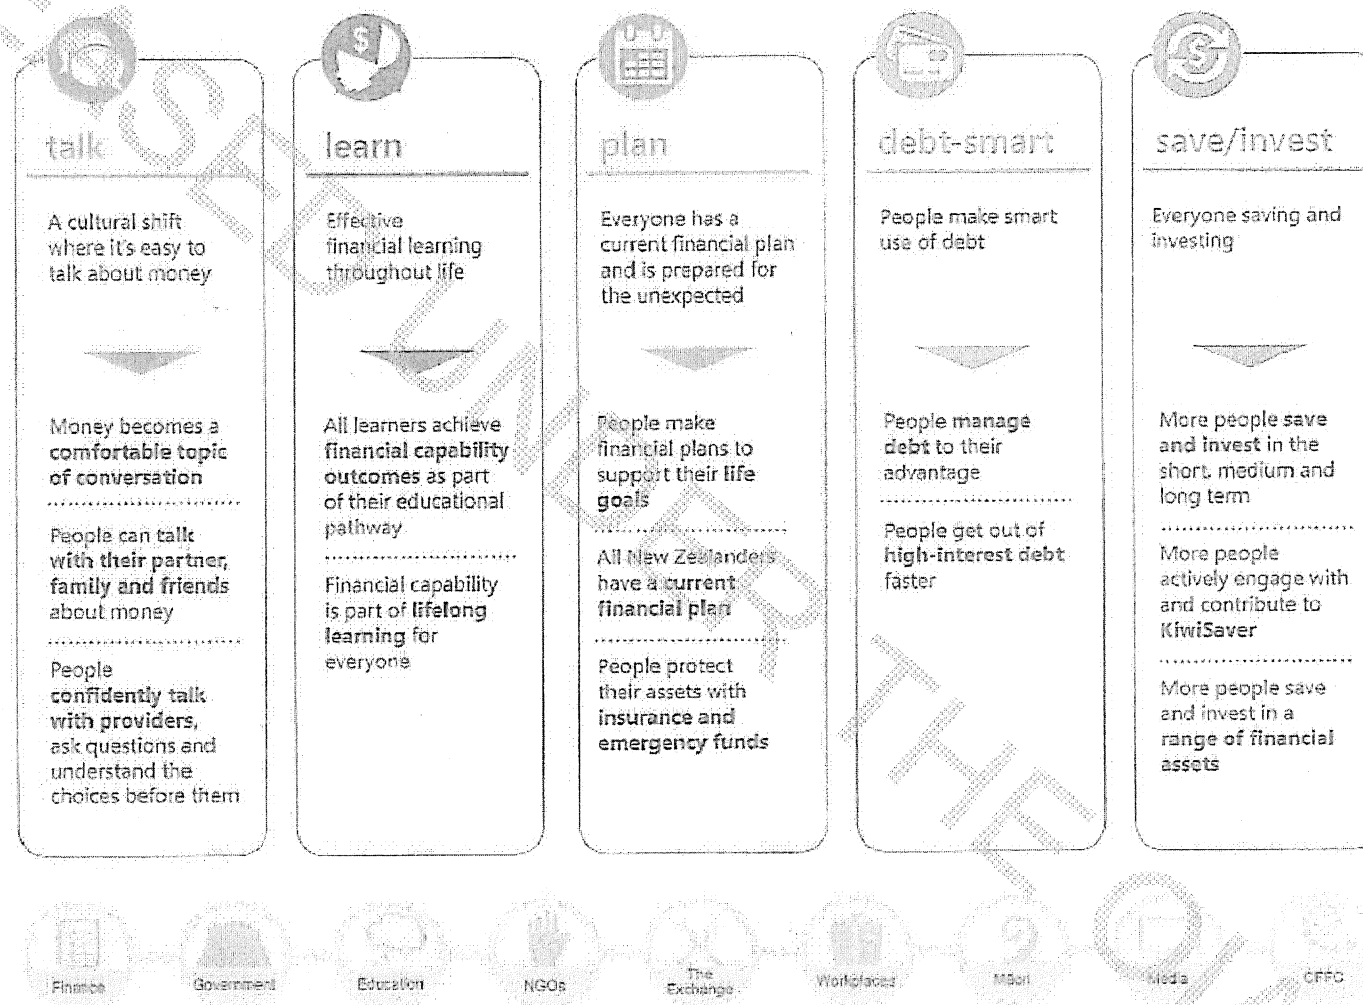 talk
A cultural shift
where it's easy to
talk about money
Money becomes a
comfortable topic
of conversation
People can talk
with their partner,
family and friends
about money
People
confidently talk
with providers,
ask questions and
understand the
choices before them
learn
Effective
financial learning
throughout life
All learners achieve
financial capability
outcomes as part
of their educational
pathway
Financial capability
is part of lifelong
learning for
everyone
plan
Everyone has a
current financial plan
and is prepared for
the unexpected
People make
financial plans to
support their life
goals
All New Zealanders
have a current
financial plan
People protect
their assets with
insurance and
emergency funds
debt-smart
People make smart
use of debt
People manage
debt to their
advantage
People get out of
high-interest debt
faster
save/invest
Everyone saving and
investing
More people save
and invest in the
short, medium and
long term
More people
actively engage with
and contribute to
KiwiSaver
More people save
and invest in a
range of financial
assets
Finance
Government
Education
NGOs
The
Exchange
Workplaces
Māori
Media
CFFC
UNDER THE